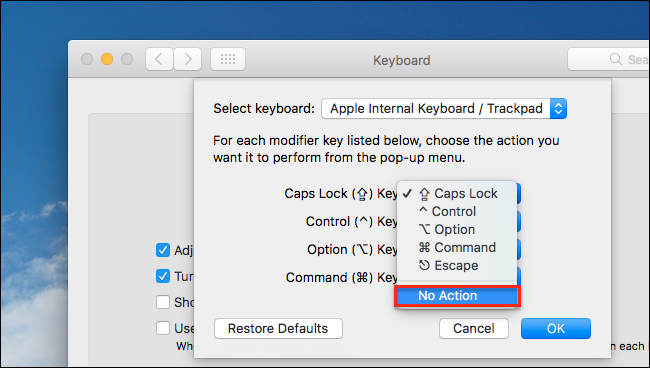 Keyboard
Sea
Select keyboard: Apple Internal Keyboard / Trackpad
For each modifier key listed below, choose the action you
want it to perform from the pop-up menu.
Caps Lock (⇪) Key ✓ ⇪ Caps Lock
Control (^) Key ^ Control
⌥ Option
Option (⌥) Key ⌘ Command
⎋ Escape
Command (⌘) Key
No Action
Adj
Tur
Sho
Use
Restore Defaults Cancel OK
Whe n each